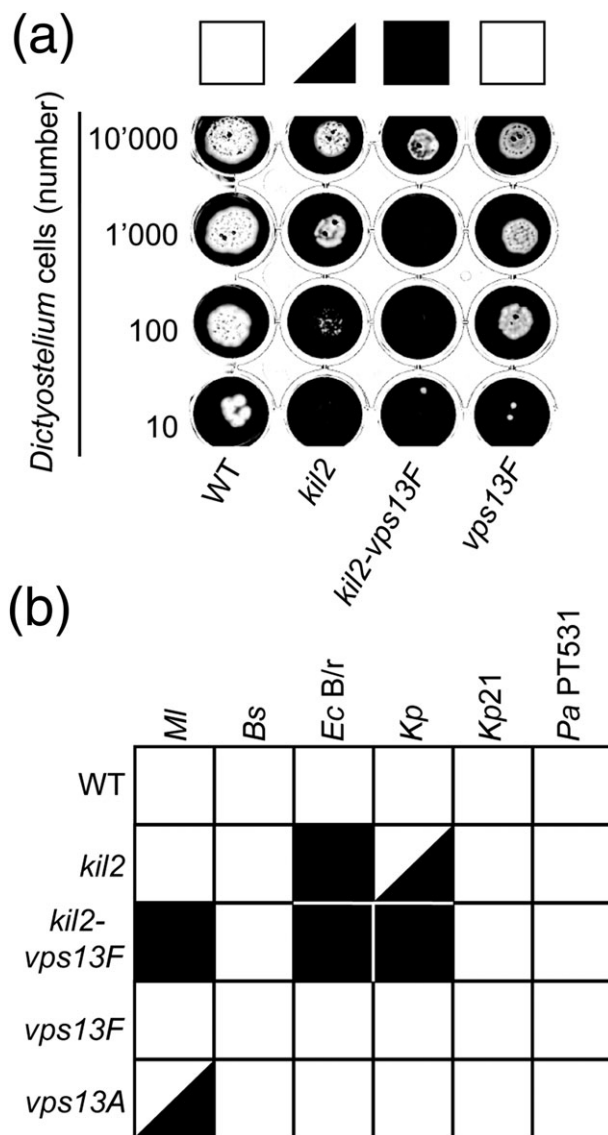 (a)
Dictyostelium cells (number)
10'000
1'000
100
10
WT
kil2
kil2-vps13F
vps13F
(b)
Ml
Bs
Ec B/r
Kp
Kp21
Pa PT531
WT
kil2
kil2-
vps13F
vps13F
vps13A